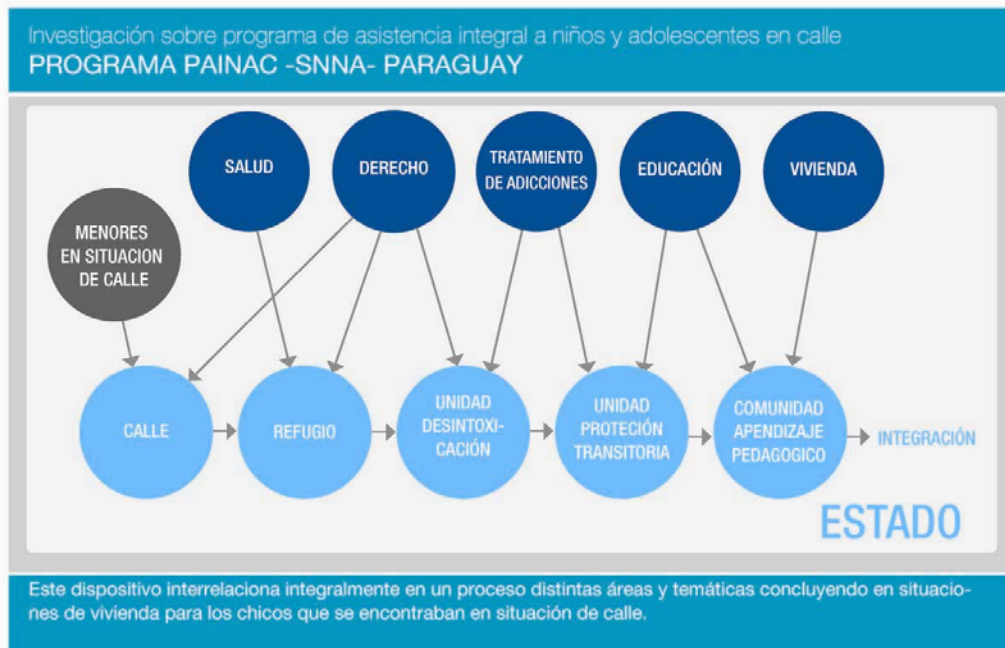 Investigación sobre programa de asistencia integral a niños y adolescentes en calle
PROGRAMA PAINAC -SNNA- PARAGUAY
SALUD
DERECHO
TRATAMIENTO
DE ADICCIONES
EDUCACIÓN
VIVIENDA
MENORES
EN SITUACION
DE CALLE
CALLE
REFUGIO
UNIDAD
DESINTOXI-
CACIÓN
UNIDAD
PROTECIÓN
TRANSITORIA
COMUNIDAD
APENDIZAJE
PEDAGOGICO
INTEGRACIÓN
ESTADO
Este dispositivo interrelaciona integralmente en un proceso distintas áreas y temáticas concluyendo en situacio-
nes de vivienda para los chicos que se encontraban en situación de calle.